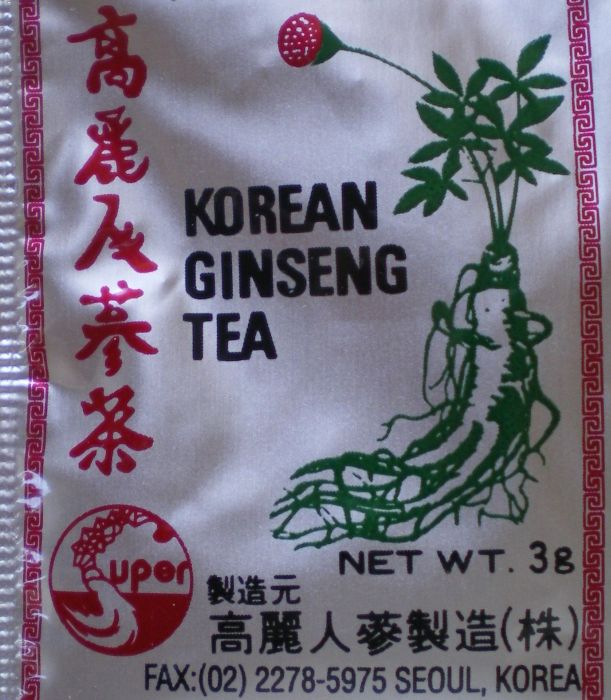 高麗人蔘茶
KOREAN
GINSENG
TEA
Super
NET WT. 3g
製造元
高麗人蔘製造(株)
FAX:(02) 2278-5975 SEOUL, KOREA